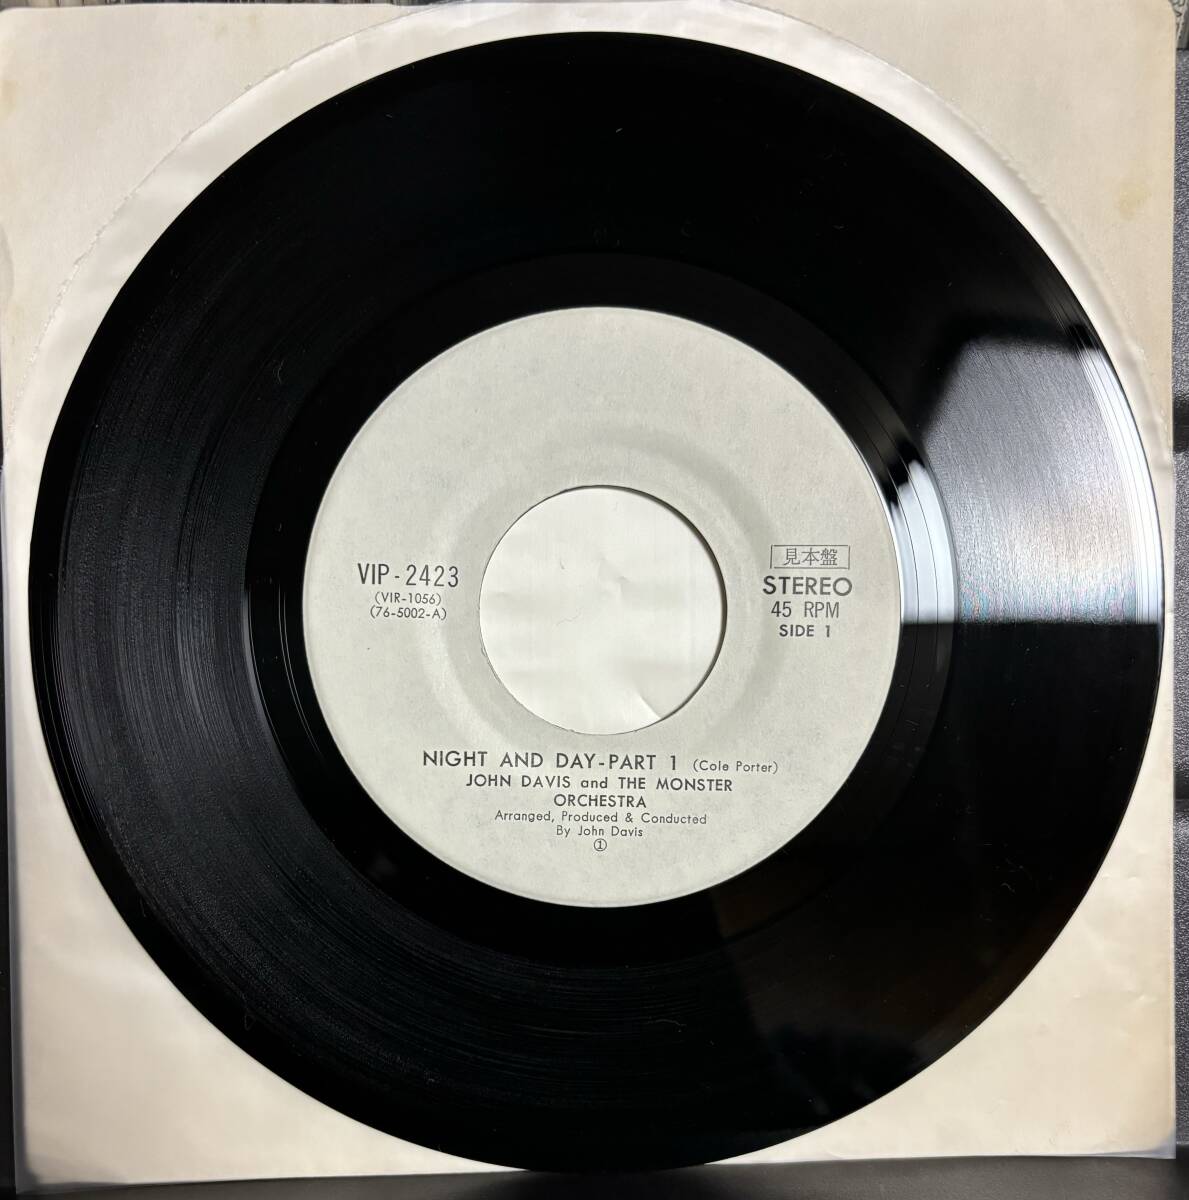 VIP-2423
(VIR-1056)
(76-5002-A)
見本盤
STEREO
45 RPM
SIDE 1
NIGHT AND DAY-PART 1 (Cole Porter)
JOHN DAVIS and THE MONSTER
ORCHESTRA
Arranged, Produced & Conducted
By John Davis
①